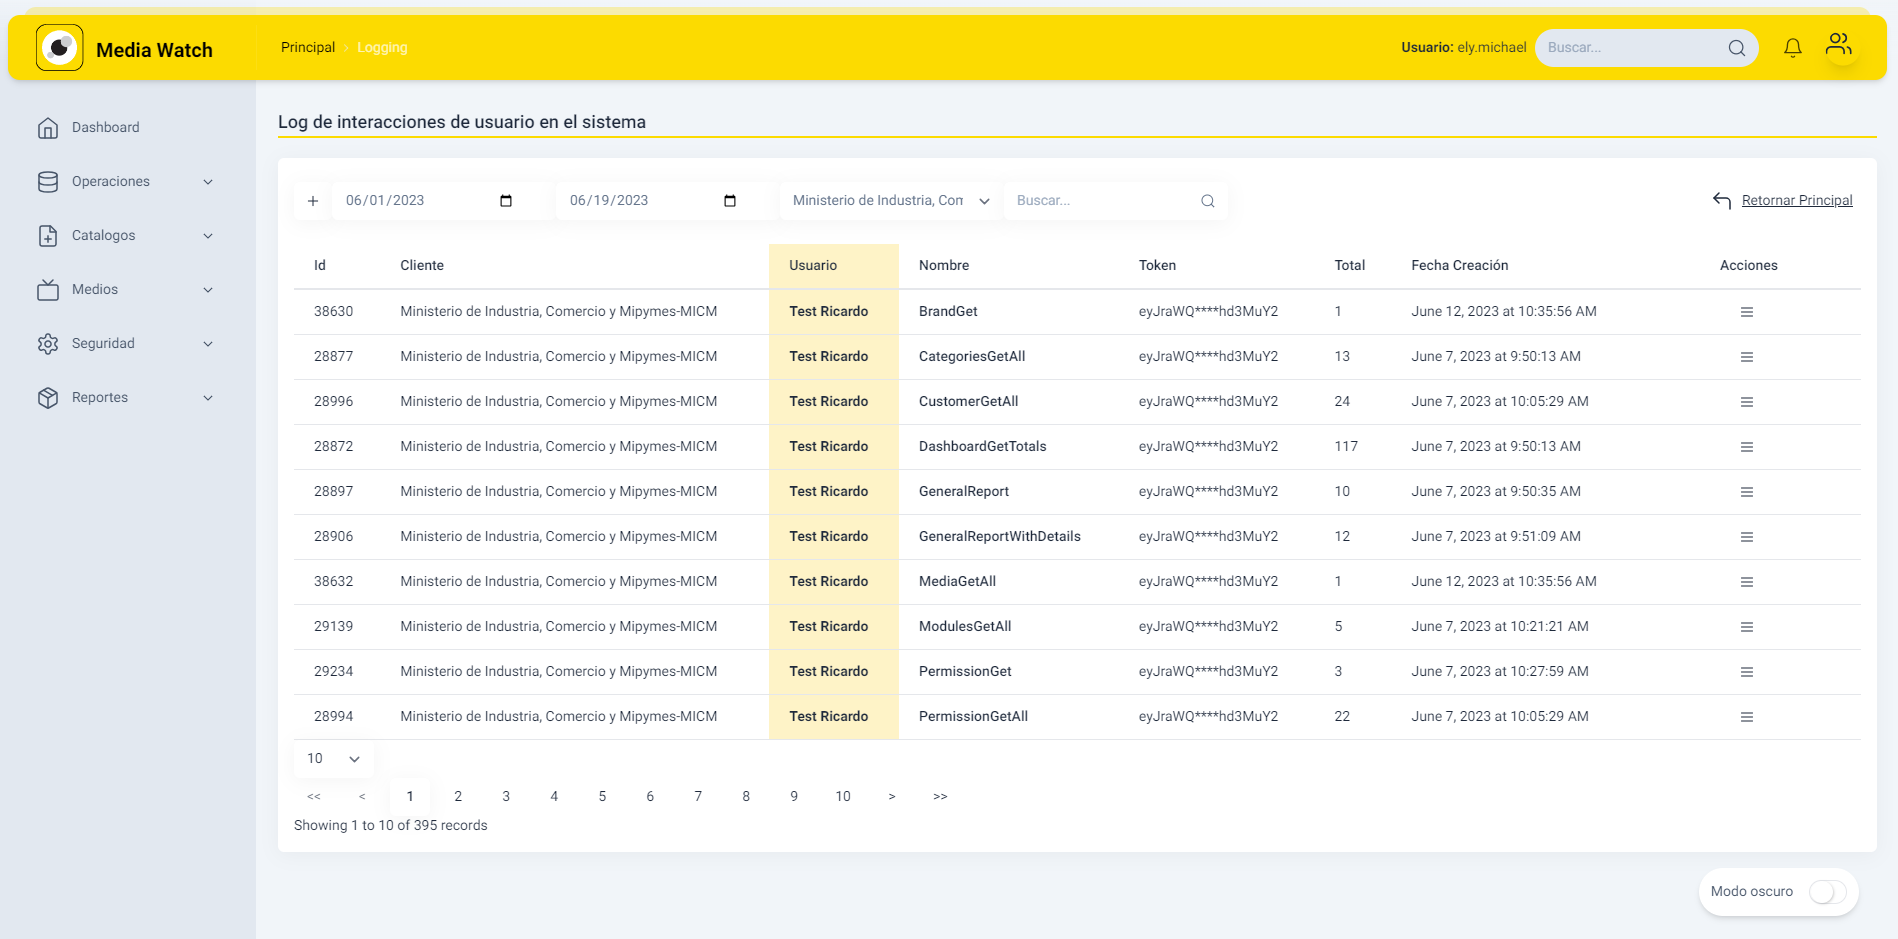 Media Watch
Principal › Logging
Usuario: ely.michael
Buscar...
Dashboard
Operaciones
Catalogos
Medios
Seguridad
Reportes
Log de interacciones de usuario en el sistema
+ 06/01/2023 06/19/2023 Ministerio de Industria, Com Buscar... Retornar Principal
Id Cliente Usuario Nombre Token Total Fecha Creación Acciones
38630 Ministerio de Industria, Comercio y Mipymes-MICM Test Ricardo BrandGet eyJraWQ****hd3MuY2 1 June 12, 2023 at 10:35:56 AM
28877 Ministerio de Industria, Comercio y Mipymes-MICM Test Ricardo CategoriesGetAll eyJraWQ****hd3MuY2 13 June 7, 2023 at 9:50:13 AM
28996 Ministerio de Industria, Comercio y Mipymes-MICM Test Ricardo CustomerGetAll eyJraWQ****hd3MuY2 24 June 7, 2023 at 10:05:29 AM
28872 Ministerio de Industria, Comercio y Mipymes-MICM Test Ricardo DashboardGetTotals eyJraWQ****hd3MuY2 117 June 7, 2023 at 9:50:13 AM
28897 Ministerio de Industria, Comercio y Mipymes-MICM Test Ricardo GeneralReport eyJraWQ****hd3MuY2 10 June 7, 2023 at 9:50:35 AM
28906 Ministerio de Industria, Comercio y Mipymes-MICM Test Ricardo GeneralReportWithDetails eyJraWQ****hd3MuY2 12 June 7, 2023 at 9:51:09 AM
38632 Ministerio de Industria, Comercio y Mipymes-MICM Test Ricardo MediaGetAll eyJraWQ****hd3MuY2 1 June 12, 2023 at 10:35:56 AM
29139 Ministerio de Industria, Comercio y Mipymes-MICM Test Ricardo ModulesGetAll eyJraWQ****hd3MuY2 5 June 7, 2023 at 10:21:21 AM
29234 Ministerio de Industria, Comercio y Mipymes-MICM Test Ricardo PermissionGet eyJraWQ****hd3MuY2 3 June 7, 2023 at 10:27:59 AM
28994 Ministerio de Industria, Comercio y Mipymes-MICM Test Ricardo PermissionGetAll eyJraWQ****hd3MuY2 22 June 7, 2023 at 10:05:29 AM
10
<< < 1 2 3 4 5 6 7 8 9 10 > >>
Showing 1 to 10 of 395 records
Modo oscuro